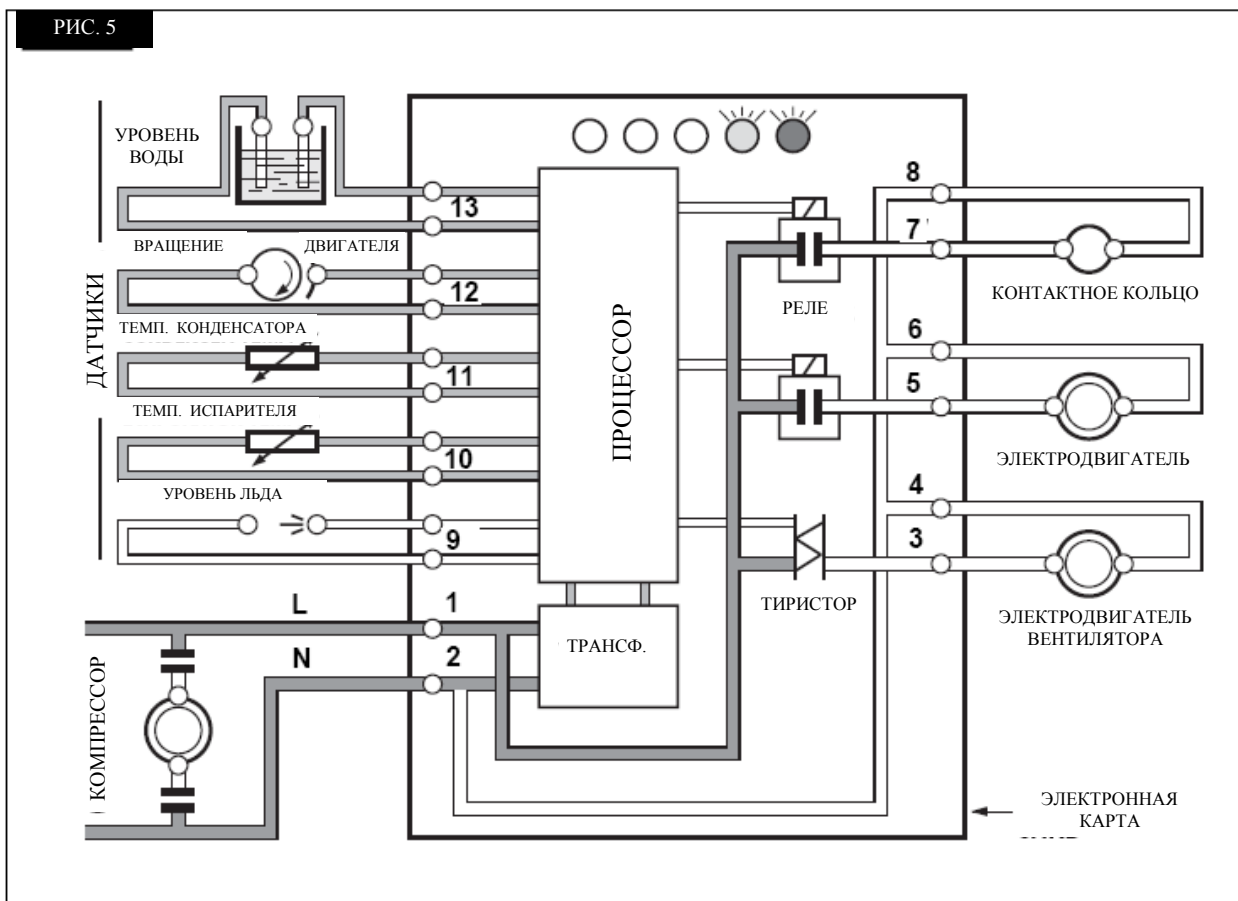 РИС. 5
УРОВЕНЬ
ВОДЫ
13
8
7
ВРАЩЕНИЕ ДВИГАТЕЛЯ
12
РЕЛЕ
КОНТАКТНОЕ КОЛЬЦО
ДАТЧИКИ
ТЕМП. КОНДЕНСАТОРА
11
ПРОЦЕССОР
6
5
ТЕМП. ИСПАРИТЕЛЯ
10
ЭЛЕКТРОДВИГАТЕЛЬ
УРОВЕНЬ ЛЬДА
9
4
3
ТИРИСТОР
ЭЛЕКТРОДВИГАТЕЛЬ
ВЕНТИЛЯТОРА
L
1
ТРАНСФ.
N
2
КОМПРЕССОР
ЭЛЕКТРОННАЯ
КАРТА